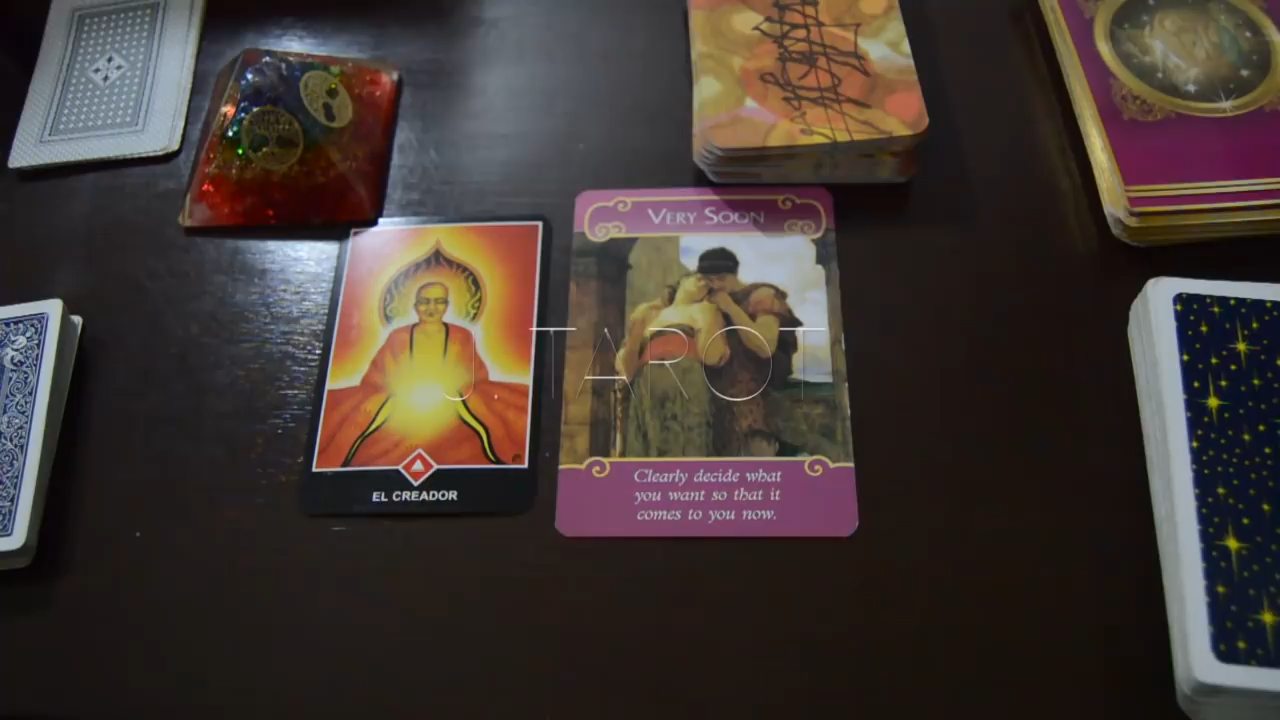 VERY SOON
J TAROT
Clearly decide what
you want so that it
comes to you now.
EL CREADOR